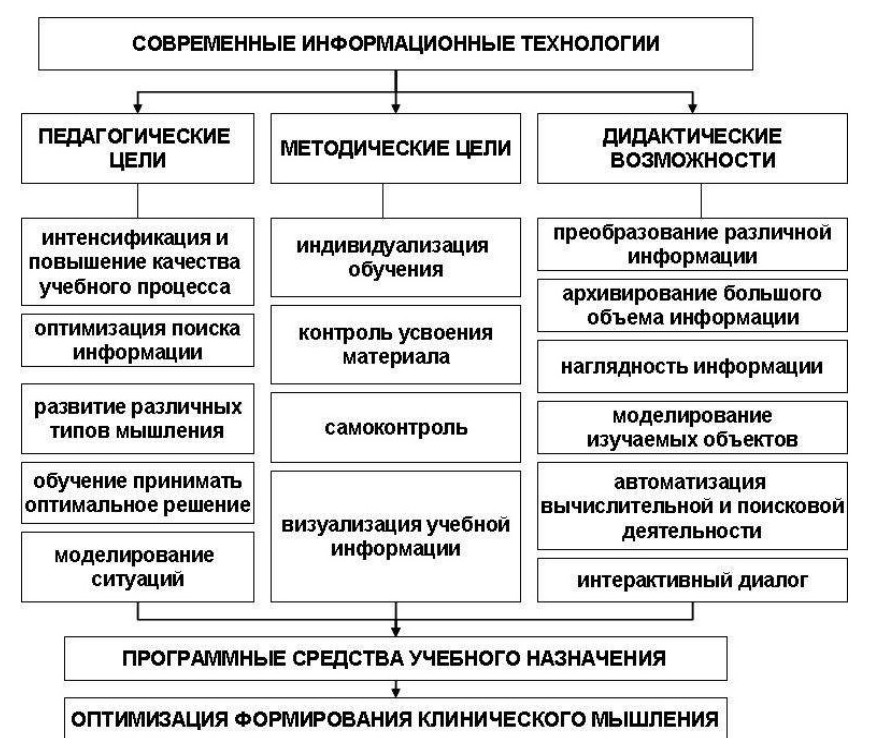 СОВРЕМЕННЫЕ ИНФОРМАЦИОННЫЕ ТЕХНОЛОГИИ
ПЕДАГОГИЧЕСКИЕ
ЦЕЛИ
МЕТОДИЧЕСКИЕ ЦЕЛИ
ДИДАКТИЧЕСКИЕ
ВОЗМОЖНОСТИ
интенсификация и
повышение качества
учебного процесса
оптимизация поиска
информации
развитие различных
типов мышления
обучение принимать
оптимальное решение
моделирование
ситуаций
индивидуализация
обучения
контроль усвоения
материала
самоконтроль
визуализация учебной
информации
преобразование различной
информации
архивирование большого
объема информации
наглядность информации
моделирование
изучаемых объектов
автоматизация
вычислительной и поисковой
деятельности
интерактивный диалог
ПРОГРАММНЫЕ СРЕДСТВА УЧЕБНОГО НАЗНАЧЕНИЯ
ОПТИМИЗАЦИЯ ФОРМИРОВАНИЯ КЛИНИЧЕСКОГО МЫШЛЕНИЯ